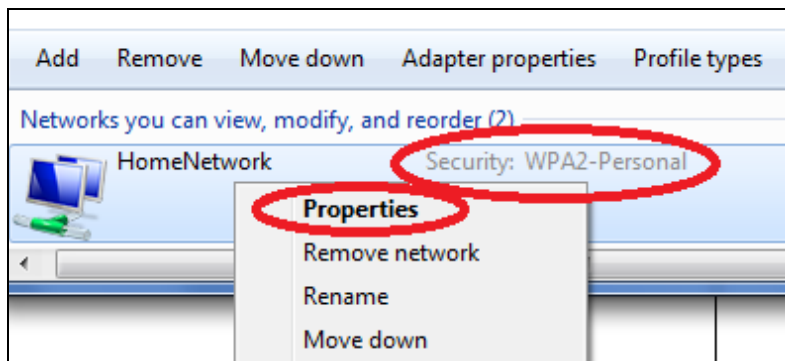 Add Remove Move down Adapter properties Profile types
Networks you can view, modify, and reorder (2)
HomeNetwork Security: WPA2-Personal
Properties
Remove network
Rename
Move down